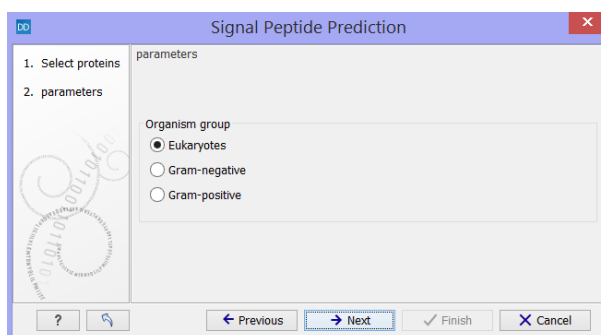 DD
Signal Peptide Prediction
X
1. Select proteins
2. parameters
parameters
Organism group
Eukaryotes
Gram-negative
Gram-positive
?
Previous
Next
Finish
Cancel